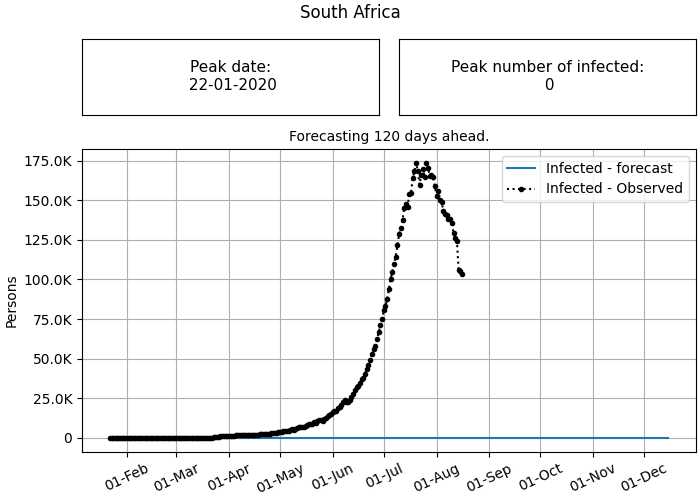 South Africa
Peak date:
22-01-2020
Peak number of infected:
0
Forecasting 120 days ahead.
Infected - forecast
Infected - Observed
Persons
175.0K
150.0K
125.0K
100.0K
75.0K
50.0K
25.0K
0
01-Feb
01-Mar
01-Apr
01-May
01-Jun
01-Jul
01-Aug
01-Sep
01-Oct
01-Nov
01-Dec